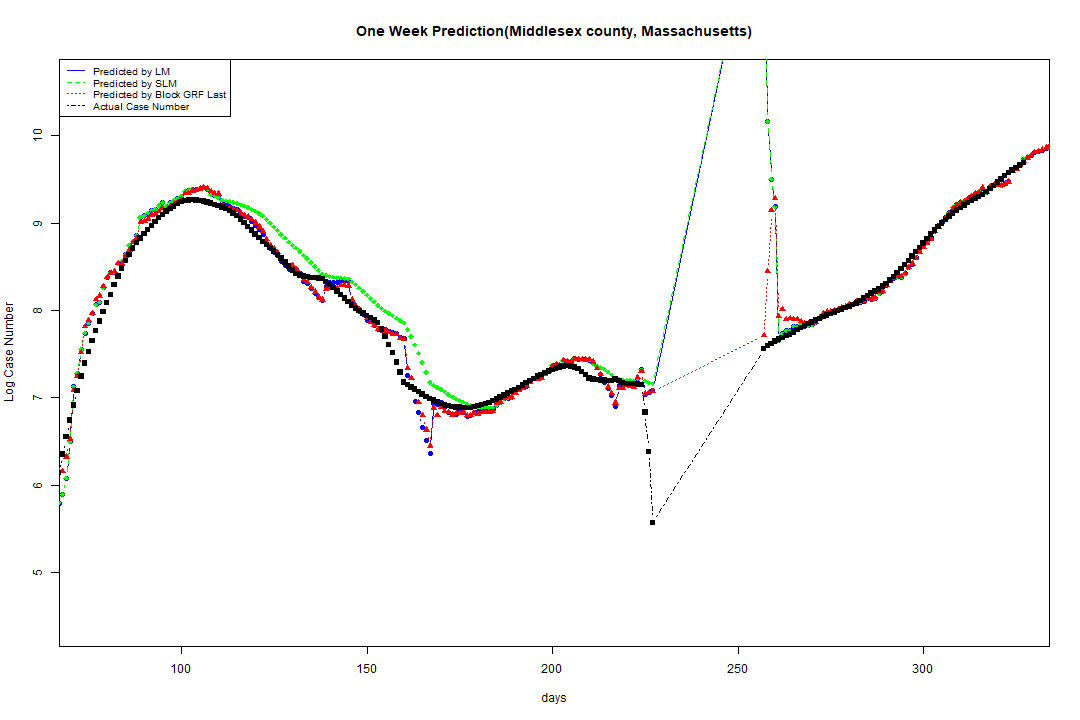 One Week Prediction(Middlesex county, Massachusetts)
Predicted by LM
Predicted by SLM
Predicted by Block GRF Last
Actual Case Number
Log Case Number
10
9
8
7
6
5
100 150 200 250 300
days